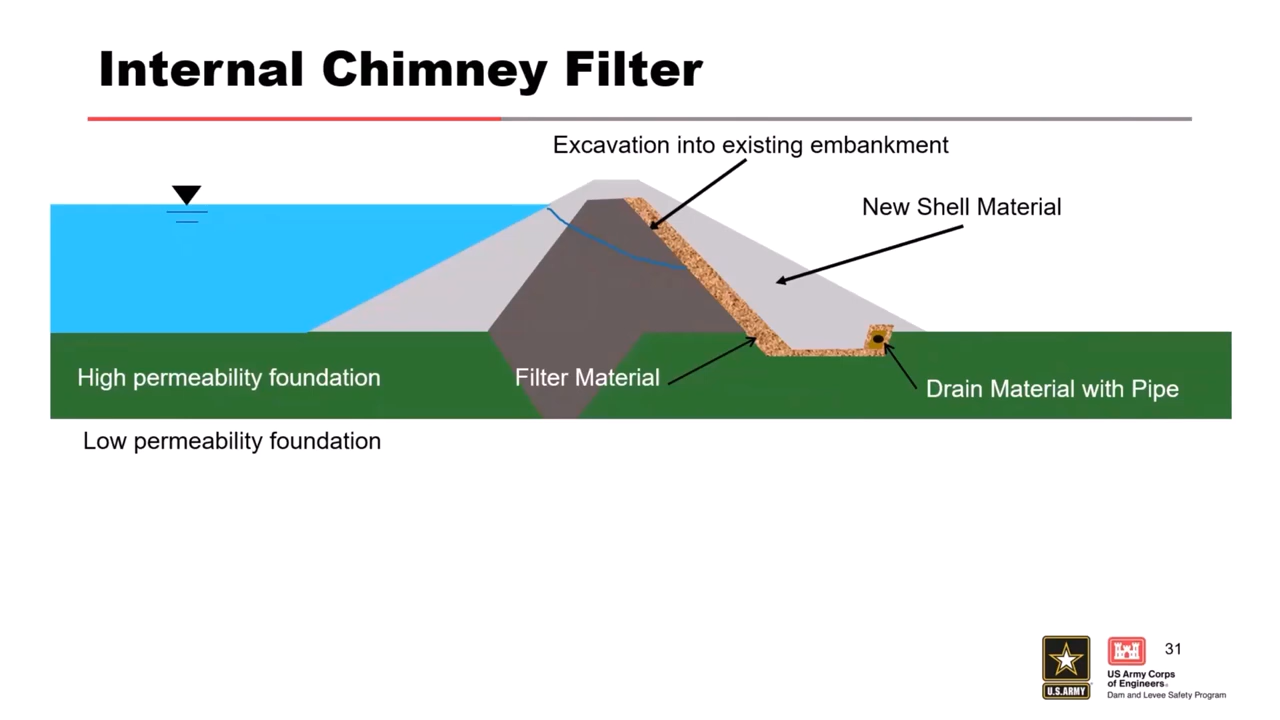 Internal Chimney Filter
Excavation into existing embankment
New Shell Material
High permeability foundation
Filter Material
Drain Material with Pipe
Low permeability foundation
31
U.S.ARMY
US Army Corps
of Engineers®
Dam and Levee Safety Program